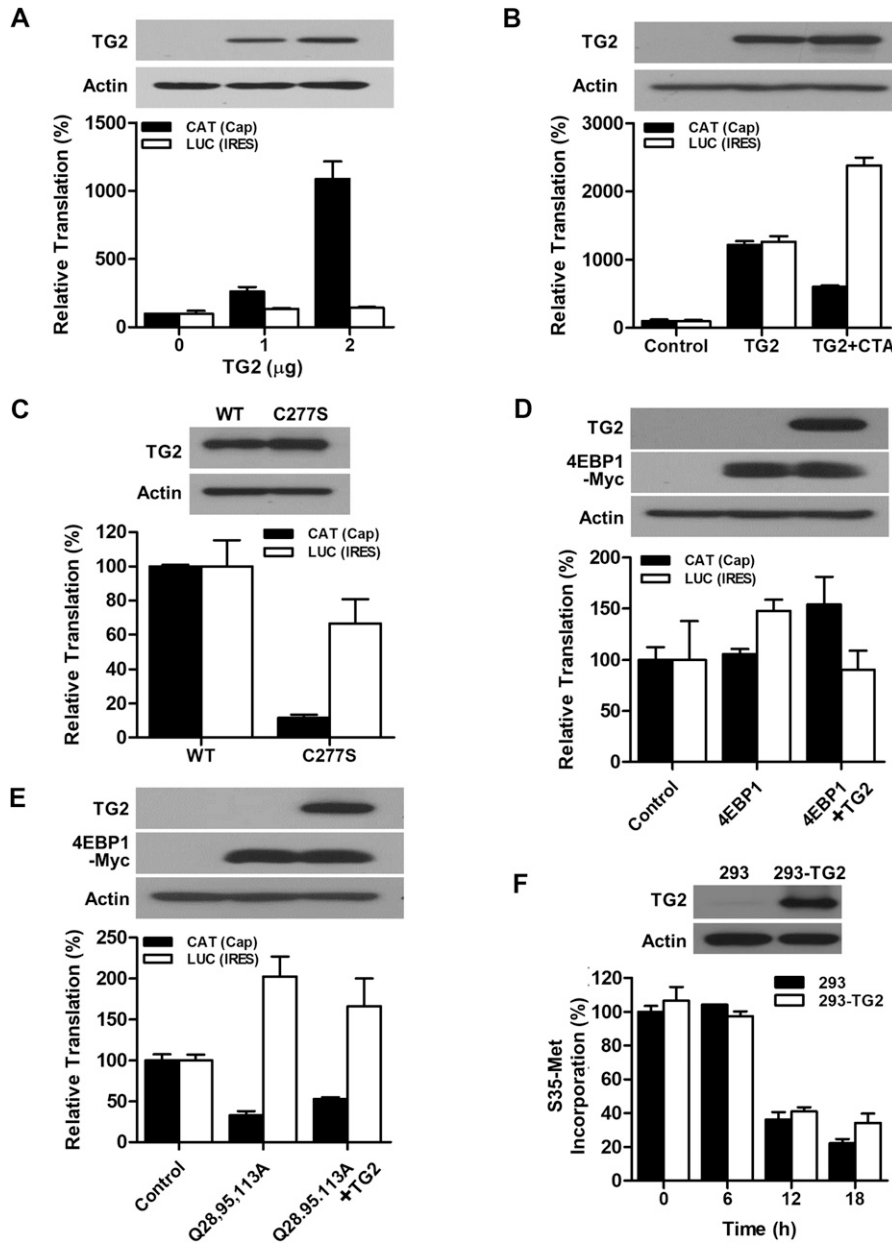 A
TG2
Actin
1500
1000
500
0
Relative Translation (%)
CAT (Cap)
LUC (IRES)
0 1 2
TG2 (μg)
B
TG2
Actin
3000
2000
1000
0
Relative Translation (%)
CAT (Cap)
LUC (IRES)
Control TG2 TG2+CTA
C
WT C277S
TG2
Actin
120
100
80
60
40
20
0
Relative Translation (%)
CAT (Cap)
LUC (IRES)
WT C277S
D
TG2
4EBP1
-Myc
Actin
200
150
100
50
0
Relative Translation (%)
CAT (Cap)
LUC (IRES)
Control
4EBP1
4EBP1
+TG2
E
TG2
4EBP1
-Myc
Actin
250
200
150
100
50
0
Relative Translation (%)
CAT (Cap)
LUC (IRES)
Control
Q28,95,113A
Q28.95.113A
+TG2
F
293 293-TG2
TG2
Actin
120
100
80
60
40
20
0
S35-Met
Incorporation (%)
293
293-TG2
0 6 12 18
Time (h)